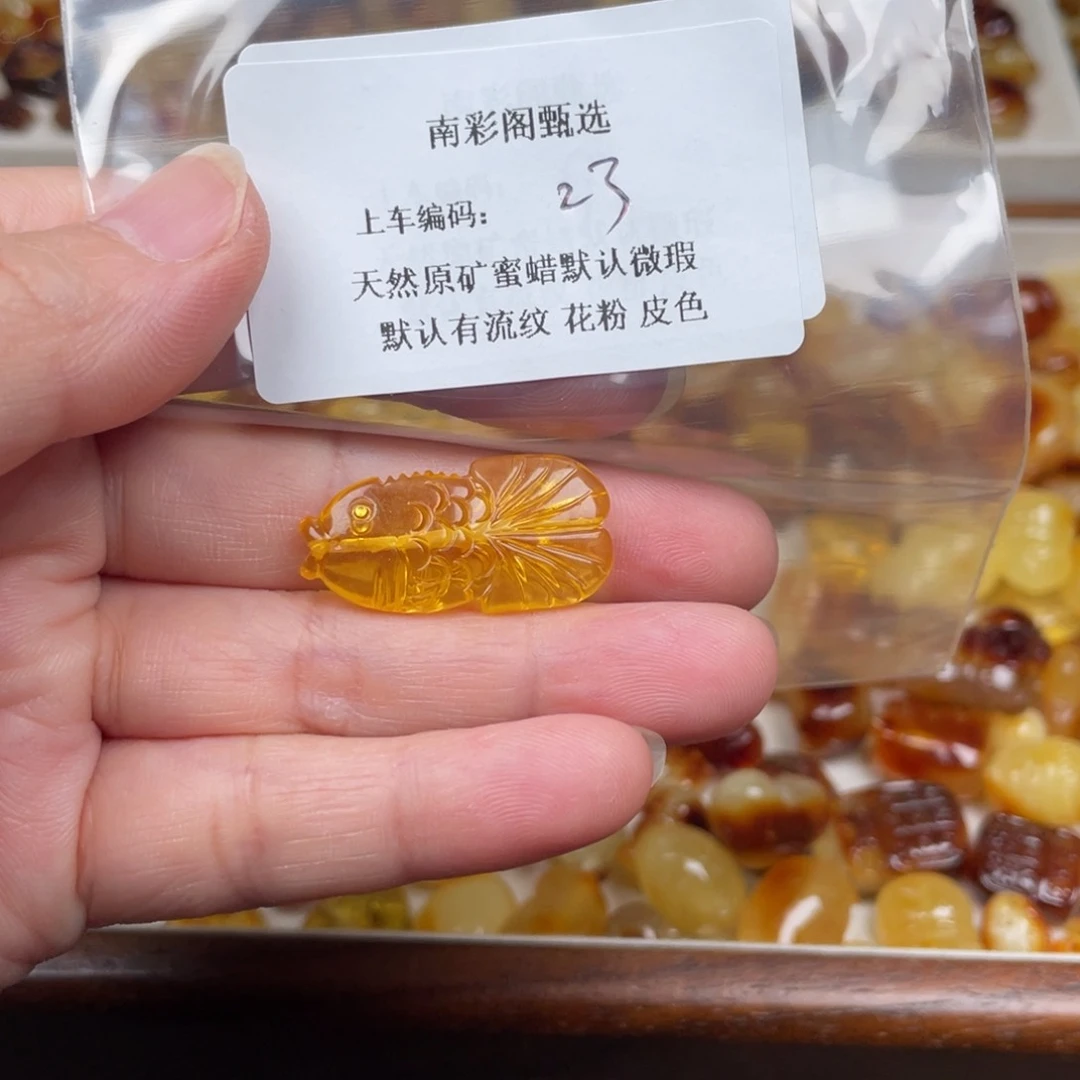 南彩阁甄选
上车编码: 23
天然原矿蜜蜡默认微瑕
默认有流纹 花粉 皮色